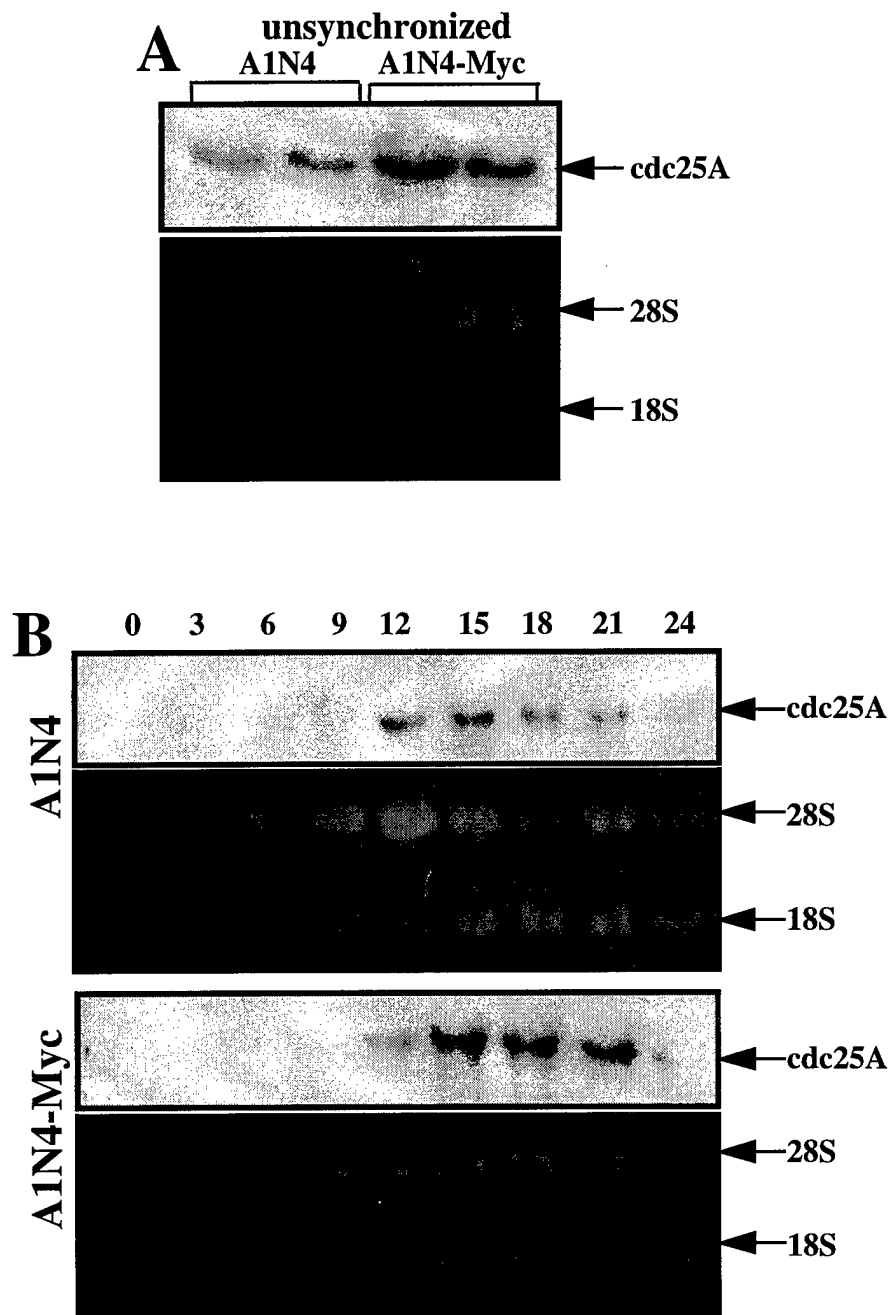 A
unsynchronized
A1N4 A1N4-Myc
cdc25A
28S
18S
B
0 3 6 9 12 15 18 21 24
A1N4
cdc25A
28S
18S
A1N4-Myc
cdc25A
28S
18S